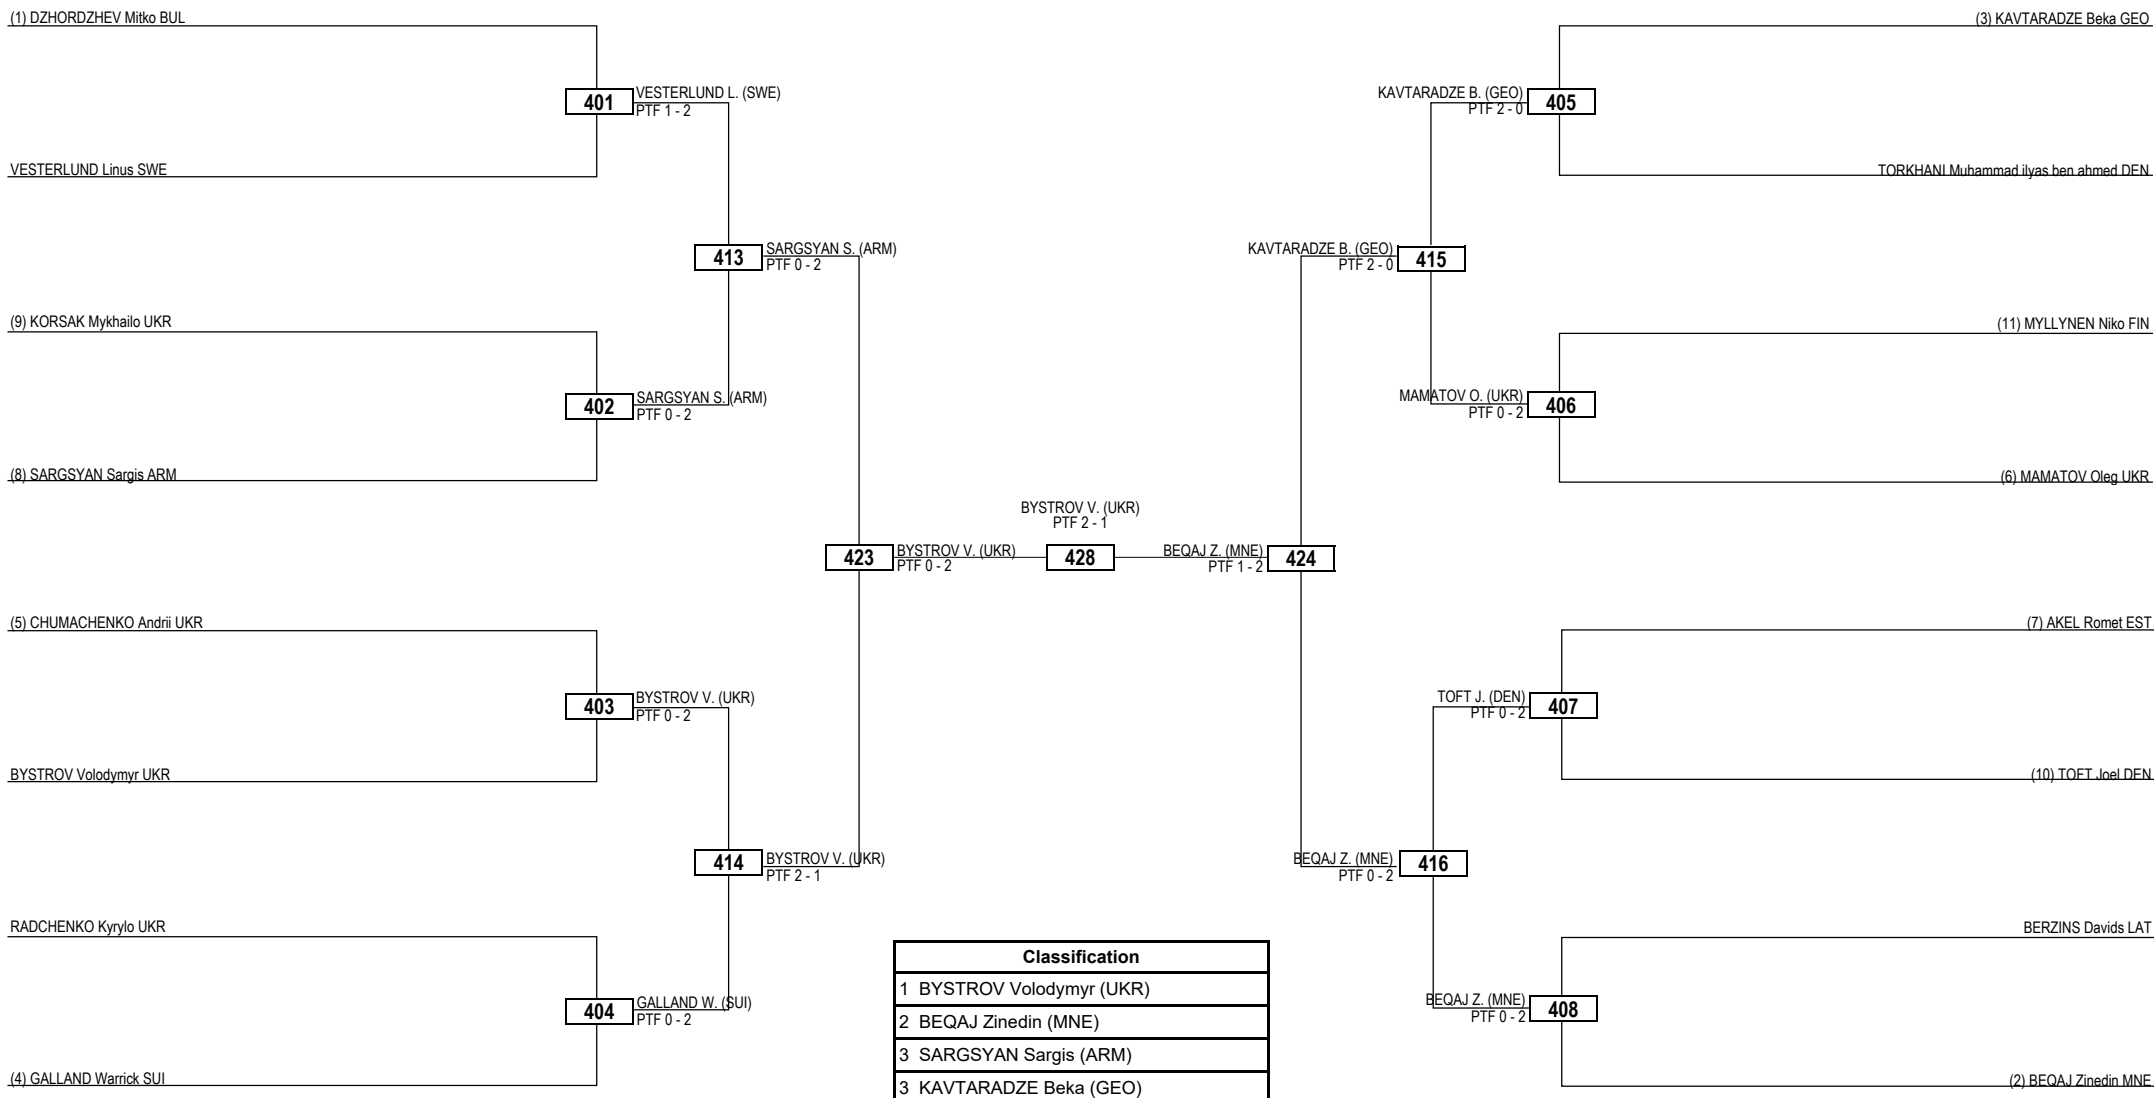 (1) DZHORDZHEV Mitko BUL
401
VESTERLUND L. (SWE)
PTF 1 - 2
VESTERLUND Linus SWE
413
SARGSYAN S. (ARM)
PTF 0 - 2
(9) KORSAK Mykhailo UKR
402
SARGSYAN S. (ARM)
PTF 0 - 2
(8) SARGSYAN Sargis ARM
423
BYSTROV V. (UKR)
PTF 0 - 2
(5) CHUMACHENKO Andrii UKR
403
BYSTROV V. (UKR)
PTF 0 - 2
BYSTROV Volodymyr UKR
414
BYSTROV V. (UKR)
PTF 2 - 1
RADCHENKO Kyrylo UKR
404
GALLAND W. (SUI)
PTF 0 - 2
(4) GALLAND Warrick SUI
BYSTROV V. (UKR)
PTF 2 - 1
428
(3) KAVTARADZE Beka GEO
KAVTARADZE B. (GEO)
PTF 2 - 0
405
TORKHANI Muhammad ilyas ben ahmed DEN
KAVTARADZE B. (GEO)
PTF 2 - 0
415
(11) MYLLYNEN Niko FIN
MAMATOV O. (UKR)
PTF 0 - 2
406
(6) MAMATOV Oleg UKR
BEQAJ Z. (MNE)
PTF 1 - 2
424
(7) AKEL Romet EST
TOFT J. (DEN)
PTF 0 - 2
407
(10) TOFT Joel DEN
BEQAJ Z. (MNE)
PTF 0 - 2
416
BERZINS Davids LAT
BEQAJ Z. (MNE)
PTF 0 - 2
408
(2) BEQAJ Zinedin MNE
Classification
1 BYSTROV Volodymyr (UKR)
2 BEQAJ Zinedin (MNE)
3 SARGSYAN Sargis (ARM)
3 KAVTARADZE Beka (GEO)